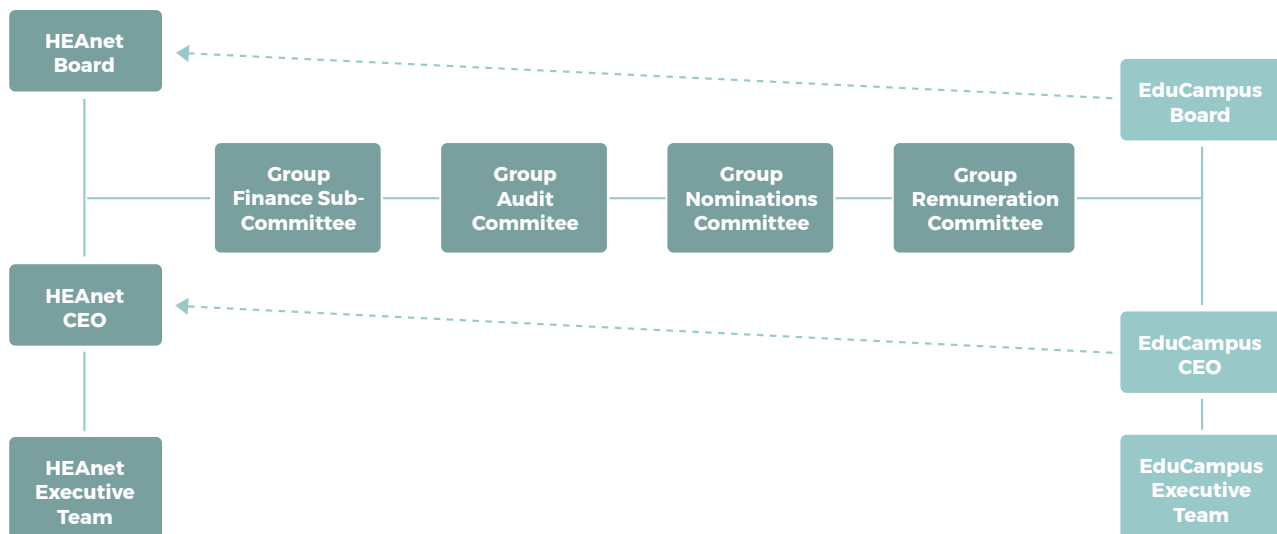 HEAnet
Board
EduCampus
Board
Group
Finance Sub-
Committee
Group
Audit
Commitee
Group
Nominations
Committee
Group
Remuneration
Committee
HEAnet
CEO
EduCampus
CEO
HEAnet
Executive
Team
EduCampus
Executive
Team